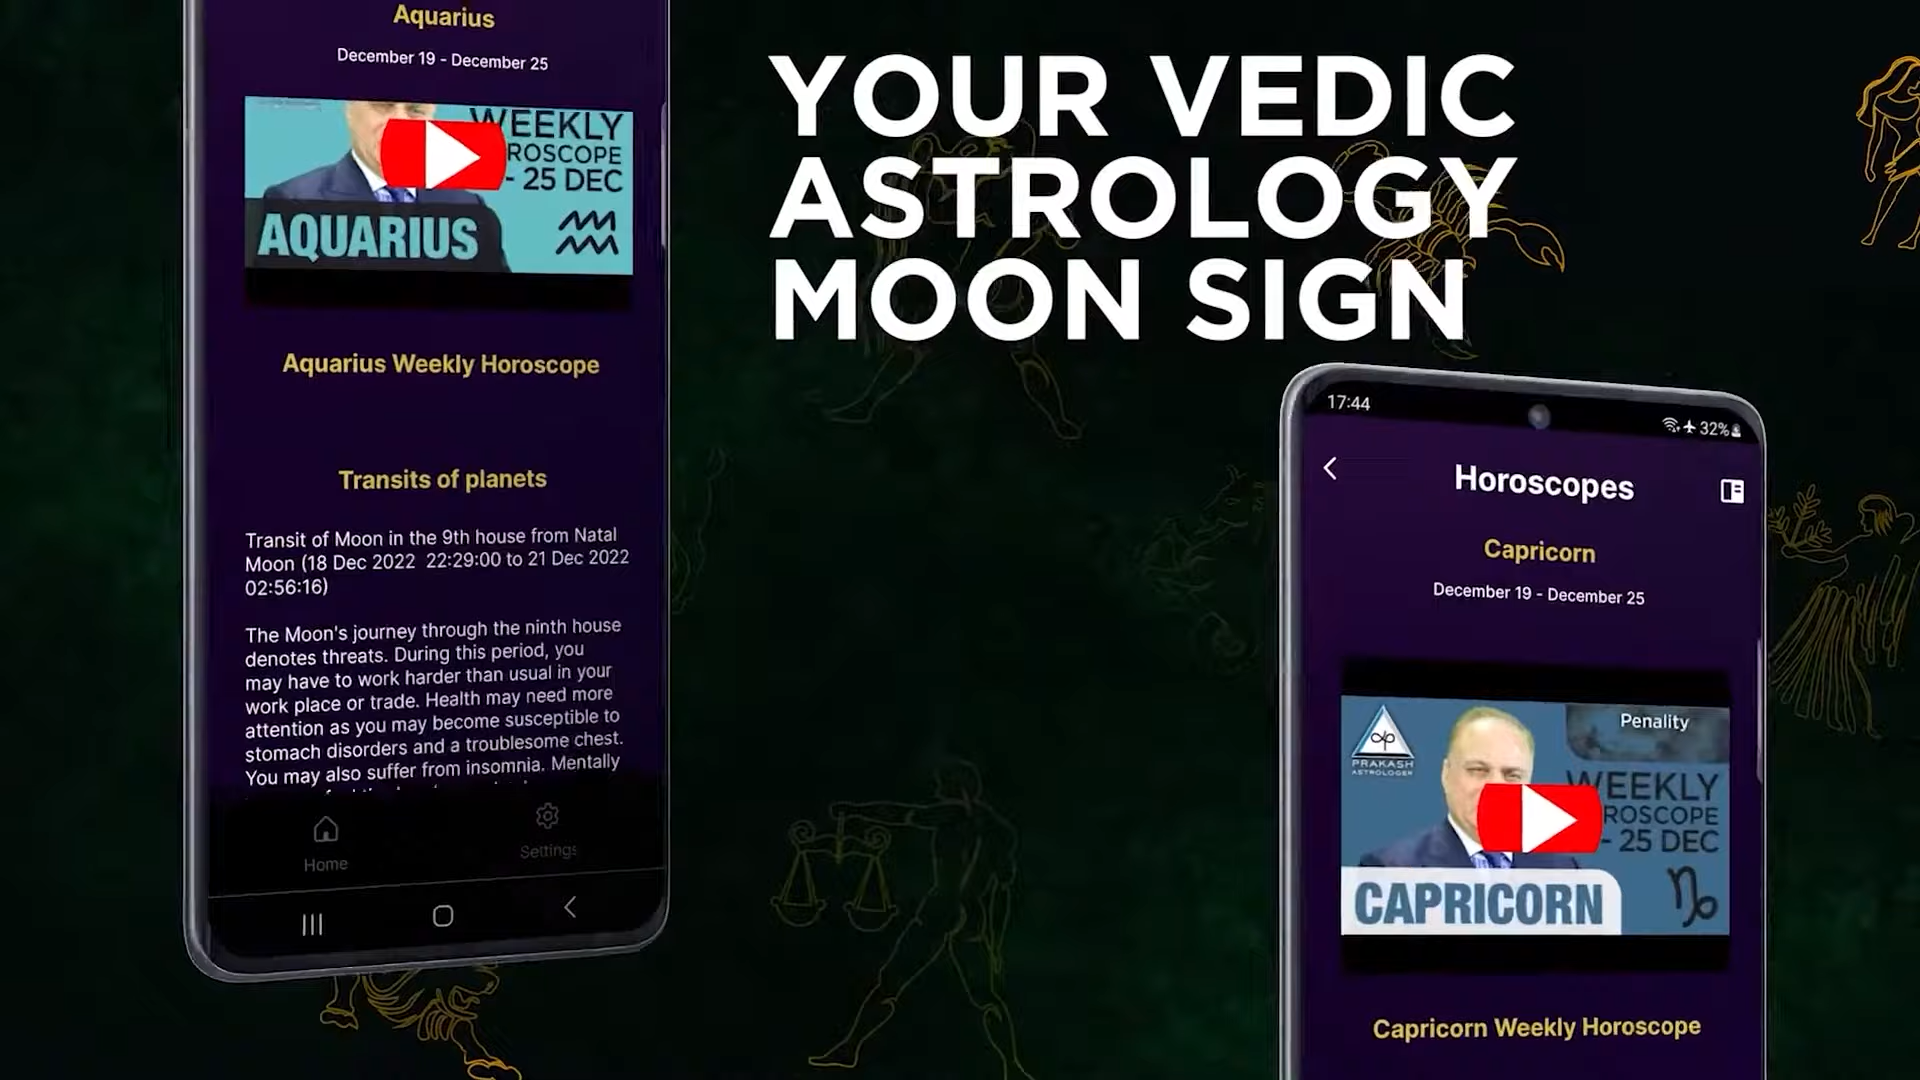 Aquarius
December 19 - December 25
WEEKLY
ROSCOPE
- 25 DEC
AQUARIUS
Aquarius Weekly Horoscope
Transits of planets
Transit of Moon in the 9th house from Natal
Moon (18 Dec 2022 22:29:00 to 21 Dec 2022
02:56:16)
The Moon's journey through the ninth house
denotes threats. During this period, you
may have to work harder than usual in your
work place or trade. Health may need more
attention as you may become susceptible to
stomach disorders and a troublesome chest.
You may also suffer from insomnia. Mentally
Home
Settings
YOUR VEDIC
ASTROLOGY
MOON SIGN
17:44
32%
Horoscopes
Capricorn
December 19 - December 25
PRAKASH
ASTROLOGER
Penality
WEEKLY
ROSCOPE
- 25 DEC
CAPRICORN
Capricorn Weekly Horoscope